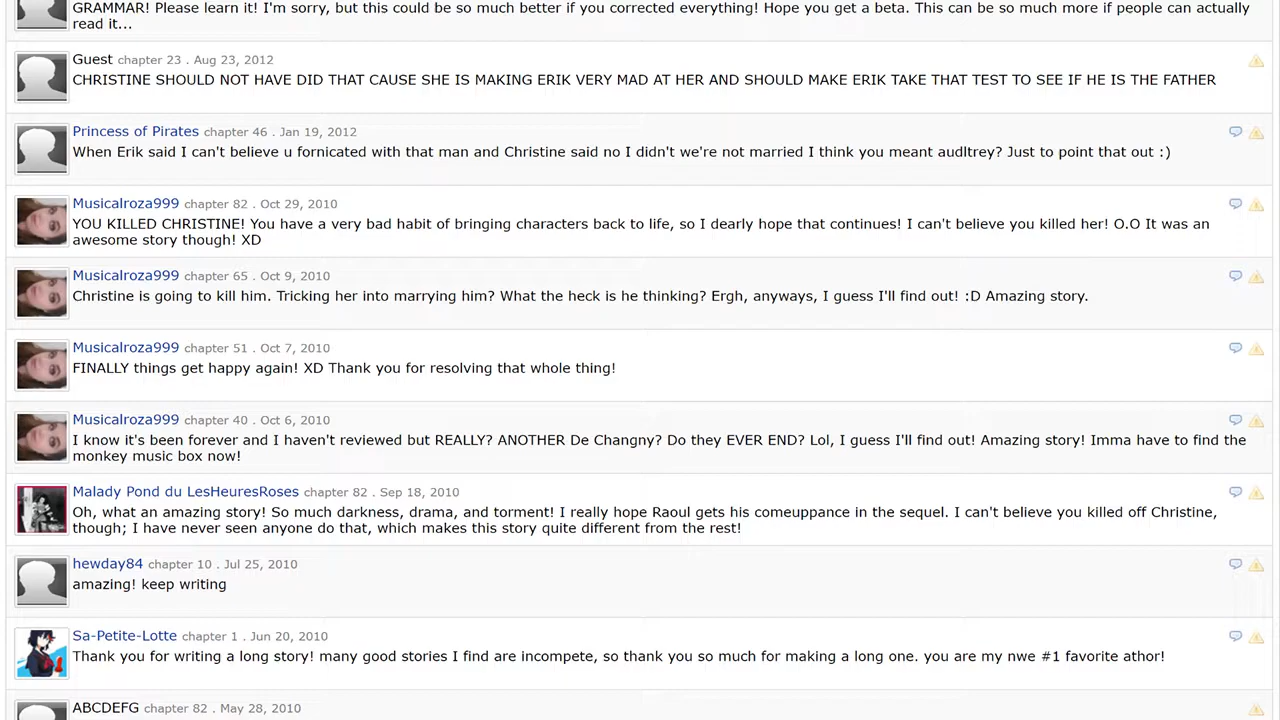 GRAMMAR! Please learn it! I'm sorry, but this could be so much better if you corrected everything! Hope you get a beta. This can be so much more if people can actually
read it...
Guest chapter 23 . Aug 23, 2012
CHRISTINE SHOULD NOT HAVE DID THAT CAUSE SHE IS MAKING ERIK VERY MAD AT HER AND SHOULD MAKE ERIK TAKE THAT TEST TO SEE IF HE IS THE FATHER
Princess of Pirates chapter 46 . Jan 19, 2012
When Erik said I can't believe u fornicated with that man and Christine said no I didn't we're not married I think you meant audltrey? Just to point that out :)
Musicalroza999 chapter 82 . Oct 29, 2010
YOU KILLED CHRISTINE! You have a very bad habit of bringing characters back to life, so I dearly hope that continues! I can't believe you killed her! O.O It was an
awesome story though! XD
Musicalroza999 chapter 65 . Oct 9, 2010
Christine is going to kill him. Tricking her into marrying him? What the heck is he thinking? Ergh, anyways, I guess I'll find out! :D Amazing story.
Musicalroza999 chapter 51 . Oct 7, 2010
FINALLY things get happy again! XD Thank you for resolving that whole thing!
Musicalroza999 chapter 40 . Oct 6, 2010
I know it's been forever and I haven't reviewed but REALLY? ANOTHER De Changny? Do they EVER END? Lol, I guess I'll find out! Amazing story! Imma have to find the
monkey music box now!
Malady Pond du LesHeuresRoses chapter 82 . Sep 18, 2010
Oh, what an amazing story! So much darkness, drama, and torment! I really hope Raoul gets his comeuppance in the sequel. I can't believe you killed off Christine,
though; I have never seen anyone do that, which makes this story quite different from the rest!
hewday84 chapter 10 . Jul 25, 2010
amazing! keep writing
Sa-Petite-Lotte chapter 1 . Jun 20, 2010
Thank you for writing a long story! many good stories I find are incompete, so thank you so much for making a long one. you are my nwe #1 favorite athor!
ABCDEFG chapter 82 . May 28, 2010